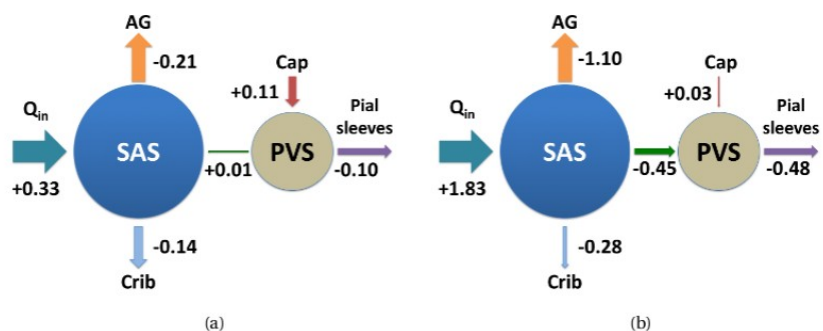 AG
-0.21
Cap
+0.11
Q_in
Pial
sleeves
SAS
PVS
+0.33
+0.01
-0.10
-0.14
Crib
(a)
AG
-1.10
Cap
+0.03
Q_in
Pial
sleeves
SAS
PVS
+1.83
-0.45
-0.48
-0.28
Crib
(b)